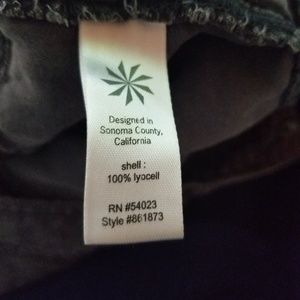 Designed in
Sonoma County,
California
shell :
100% lyocell
RN #54023
Style #861873